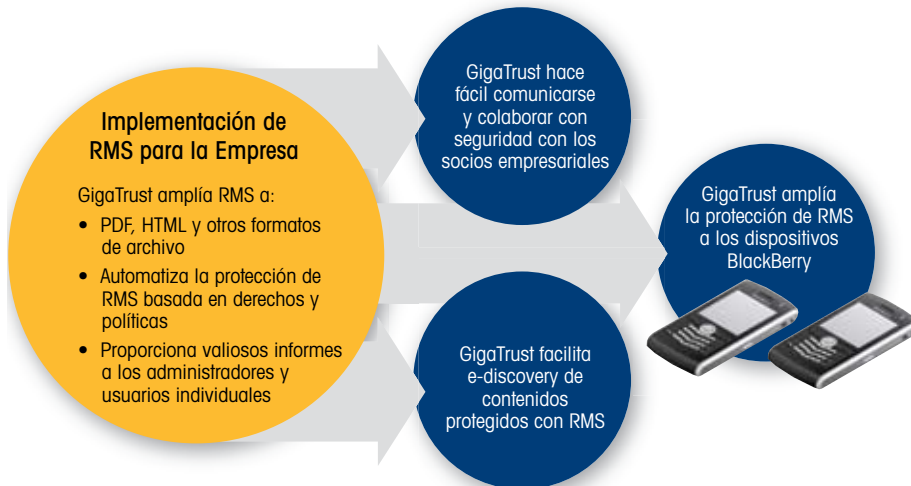 Implementación de
RMS para la Empresa
GigaTrust amplía RMS a:
• PDF, HTML y otros formatos
de archivo
• Automatiza la protección de
RMS basada en derechos y
políticas
• Proporciona valiosos informes
a los administradores y
usuarios individuales
GigaTrust hace
fácil comunicarse
y colaborar con
seguridad con los
socios empresariales
GigaTrust facilita
e-discovery de
contenidos
protegidos con RMS
GigaTrust amplía
la protección de RMS
a los dispositivos
BlackBerry